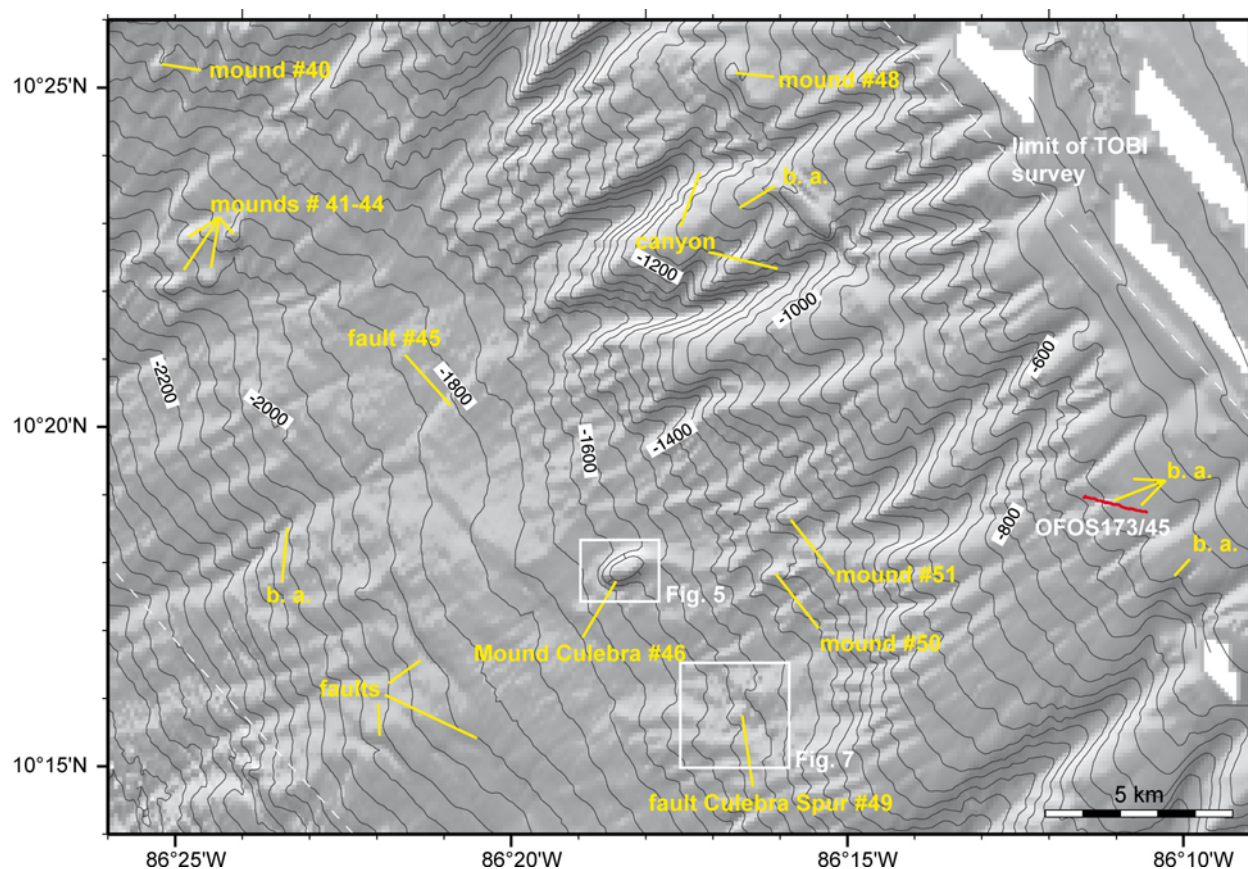 10°25'N
mound #40
mound #48
limit of TOBI
survey
b. a.
mounds # 41-44
canyon
-1200
-1000
fault #45
-600
-2200
-1800
-2000
10°20'N
-1400
-1600
b. a.
-800
OFOS173/45
b. a.
mound #51
b. a.
Fig. 5
mound #50
Mound Culebra #46
faults
10°15'N
Fig. 7
fault Culebra Spur #49
5 km
86°25'W
86°20'W
86°15'W
86°10'W